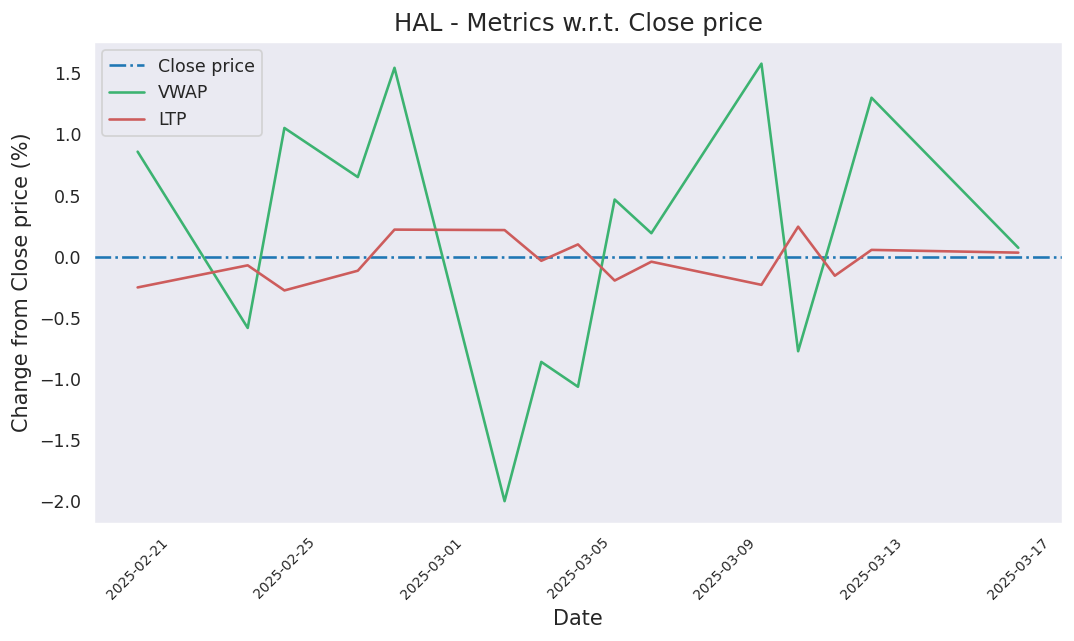 HAL - Metrics w.r.t. Close price
Close price
VWAP
LTP
Change from Close price (%)
1.5
1.0
0.5
0.0
−0.5
−1.0
−1.5
−2.0
2025-02-21
2025-02-25
2025-03-01
2025-03-05
2025-03-09
2025-03-13
2025-03-17
Date